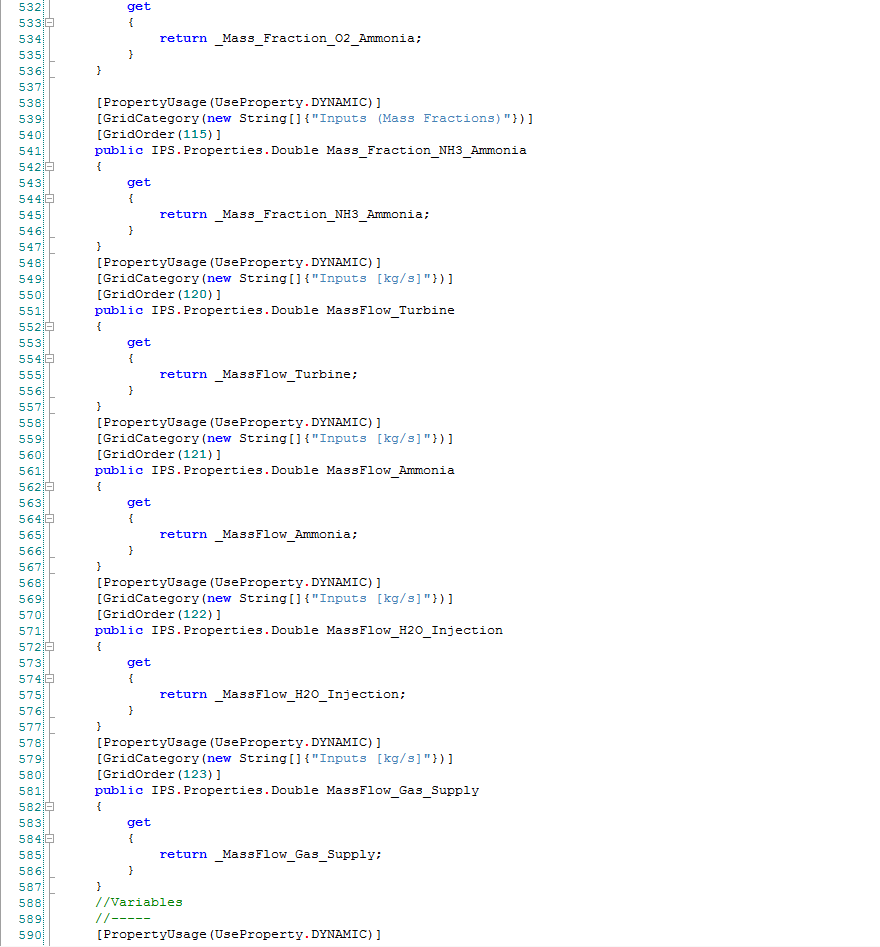 532 get
533 {
534 return _Mass_Fraction_O2_Ammonia;
535 }
536 }
537
538 [PropertyUsage(UseProperty.DYNAMIC)]
539 [GridCategory(new String[]{"Inputs (Mass Fractions)"})]
540 [GridOrder(115)]
541 public IPS.Properties.Double Mass_Fraction_NH3_Ammonia
542 {
543 get
544 {
545 return _Mass_Fraction_NH3_Ammonia;
546 }
547 }
548 [PropertyUsage(UseProperty.DYNAMIC)]
549 [GridCategory(new String[]{"Inputs [kg/s]"})]
550 [GridOrder(120)]
551 public IPS.Properties.Double MassFlow_Turbine
552 {
553 get
554 {
555 return _MassFlow_Turbine;
556 }
557 }
558 [PropertyUsage(UseProperty.DYNAMIC)]
559 [GridCategory(new String[]{"Inputs [kg/s]"})]
560 [GridOrder(121)]
561 public IPS.Properties.Double MassFlow_Ammonia
562 {
563 get
564 {
565 return _MassFlow_Ammonia;
566 }
567 }
568 [PropertyUsage(UseProperty.DYNAMIC)]
569 [GridCategory(new String[]{"Inputs [kg/s]"})]
570 [GridOrder(122)]
571 public IPS.Properties.Double MassFlow_H2O_Injection
572 {
573 get
574 {
575 return _MassFlow_H2O_Injection;
576 }
577 }
578 [PropertyUsage(UseProperty.DYNAMIC)]
579 [GridCategory(new String[]{"Inputs [kg/s]"})]
580 [GridOrder(123)]
581 public IPS.Properties.Double MassFlow_Gas_Supply
582 {
583 get
584 {
585 return _MassFlow_Gas_Supply;
586 }
587 }
588 //Variables
589 //-----
590 [PropertyUsage(UseProperty.DYNAMIC)]